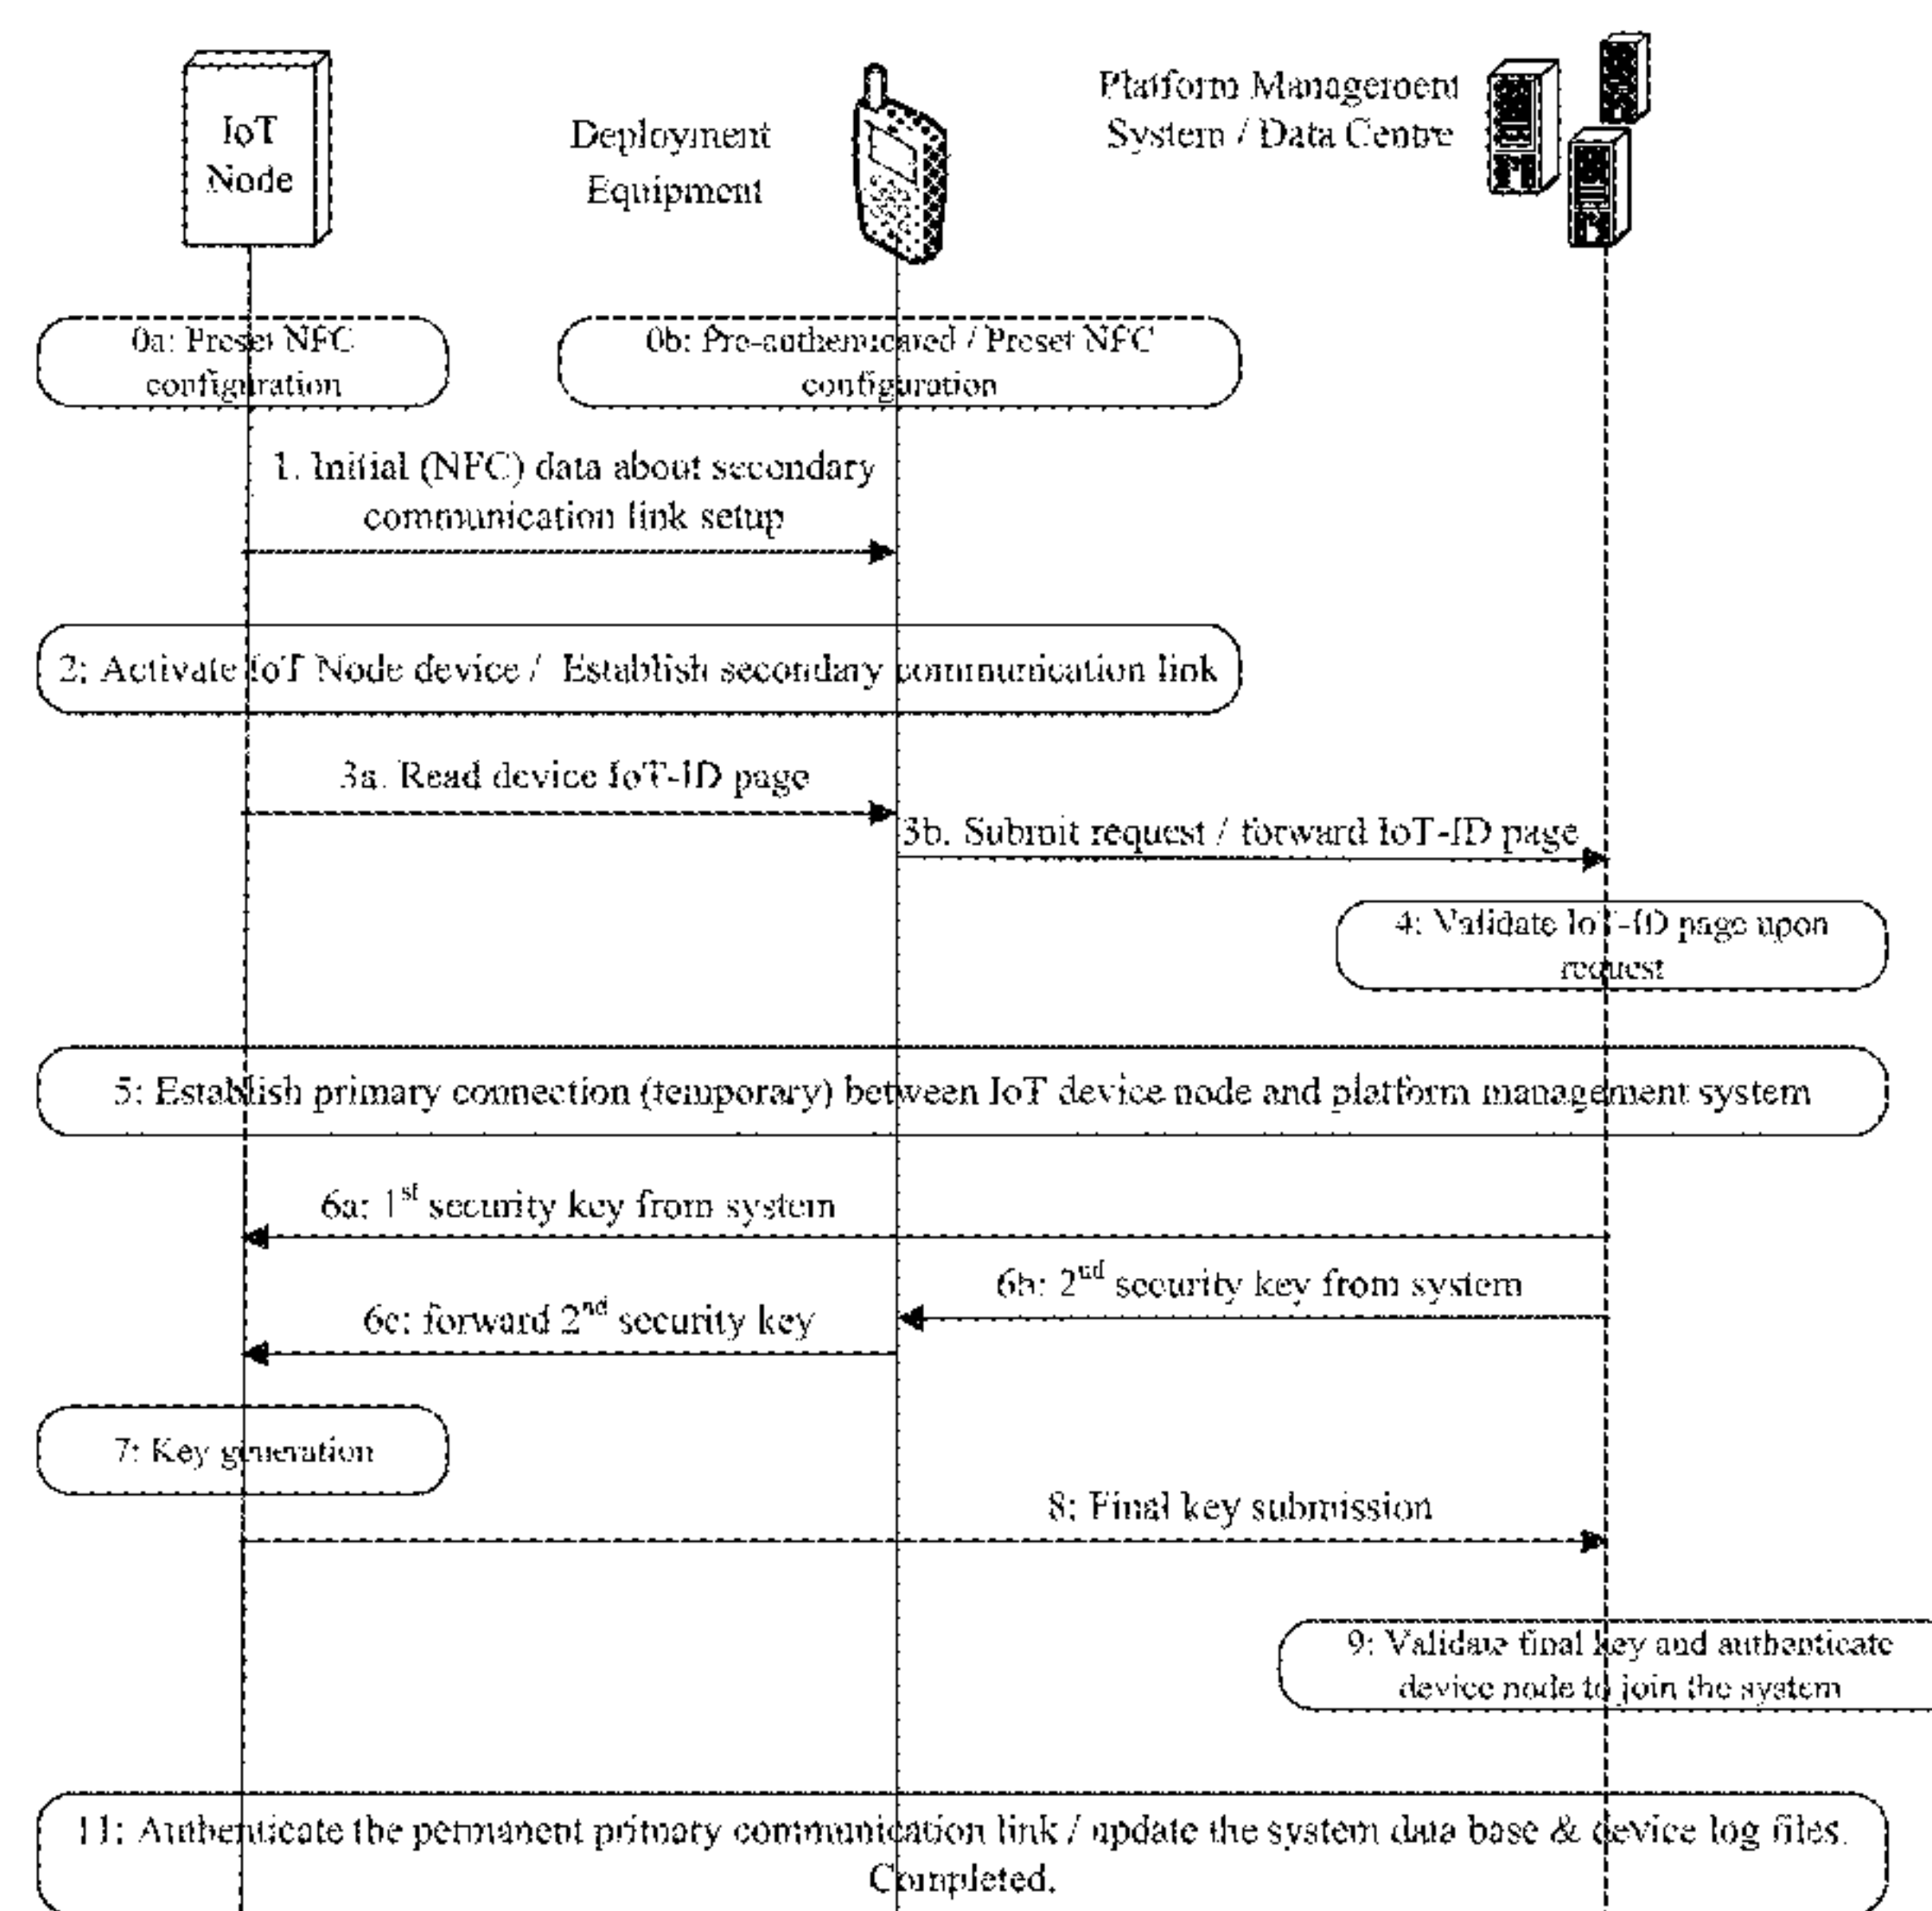 IoT
Node
Deployment
Equipment
Platform Management
System / Data Centre
0a: Preset NFC
configuration
0b: Pre-authenticated / Preset NFC
configuration
1. Initial (NFC) data about secondary
communication link setup
2: Activate IoT Node device / Establish secondary communication link
3a. Read device IoT-ID page
3b. Submit request / forward IoT-ID page
4: Validate IoT-ID page upon
request
5: Establish primary connection (temporary) between IoT device node and platform management system
6a: 1st security key from system
6b: 2nd security key from system
6c: forward 2nd security key
7: Key generation
8: Final key submission
9: Validate final key and authenticate
device node to join the system
11: Authenticate the permanent primary communication link / update the system data base & device log files.
Completed.